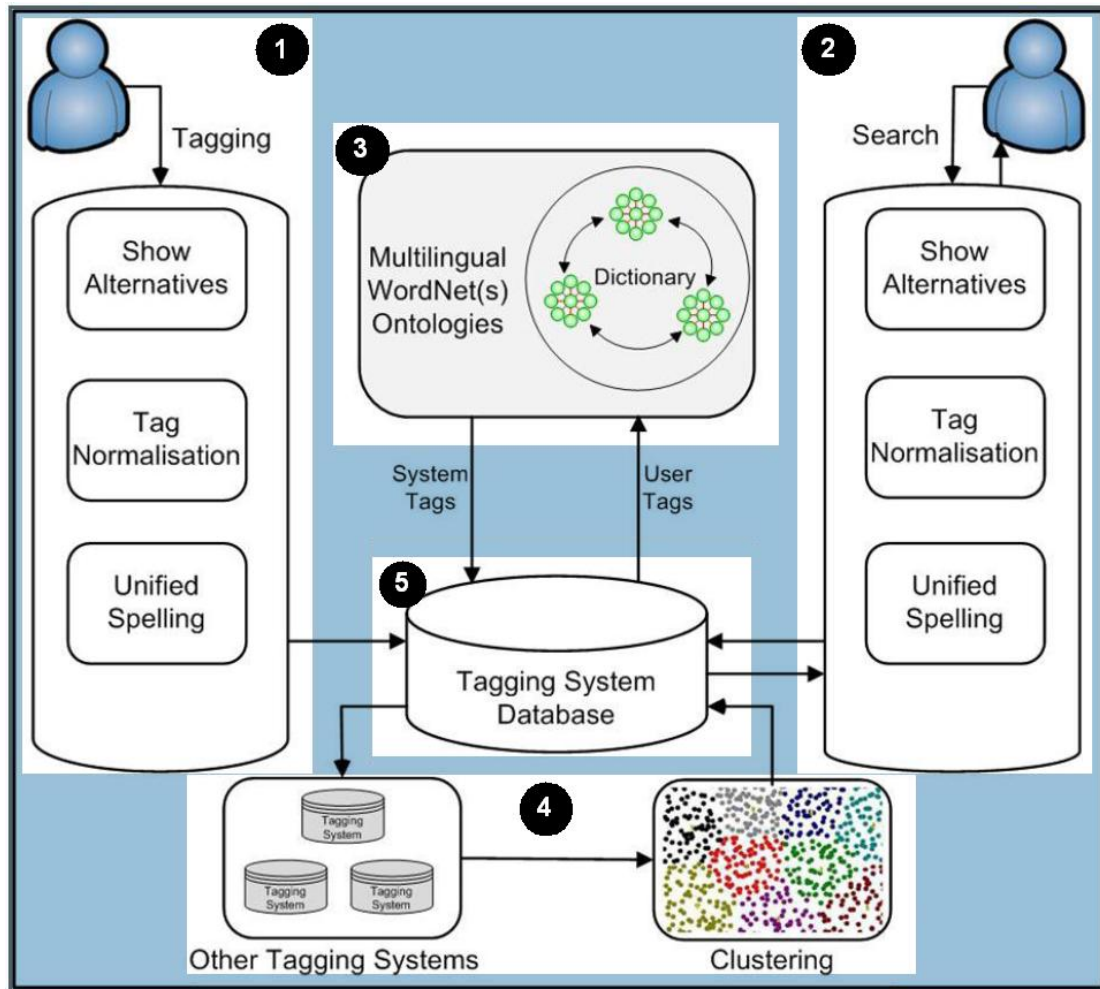 1
Tagging
Show
Alternatives
Tag
Normalisation
Unified
Spelling
2
Search
Show
Alternatives
Tag
Normalisation
Unified
Spelling
3
Multilingual
WordNet(s)
Ontologies
Dictionary
System
Tags
User
Tags
5
Tagging System
Database
4
Tagging
System
Tagging
System
Tagging
System
Other Tagging Systems
Clustering